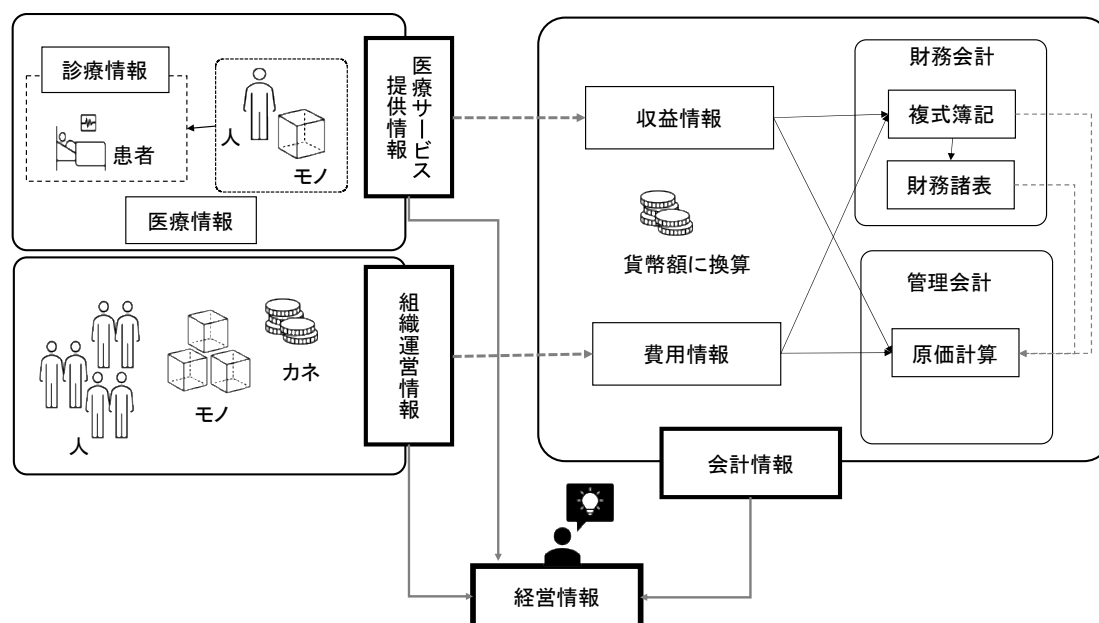 診療情報
患者
人
モノ
医療情報
医療サービス
提供情報
人
モノ
カネ
組織運営情報
収益情報
貨幣額に換算
費用情報
財務会計
複式簿記
財務諸表
管理会計
原価計算
会計情報
経営情報